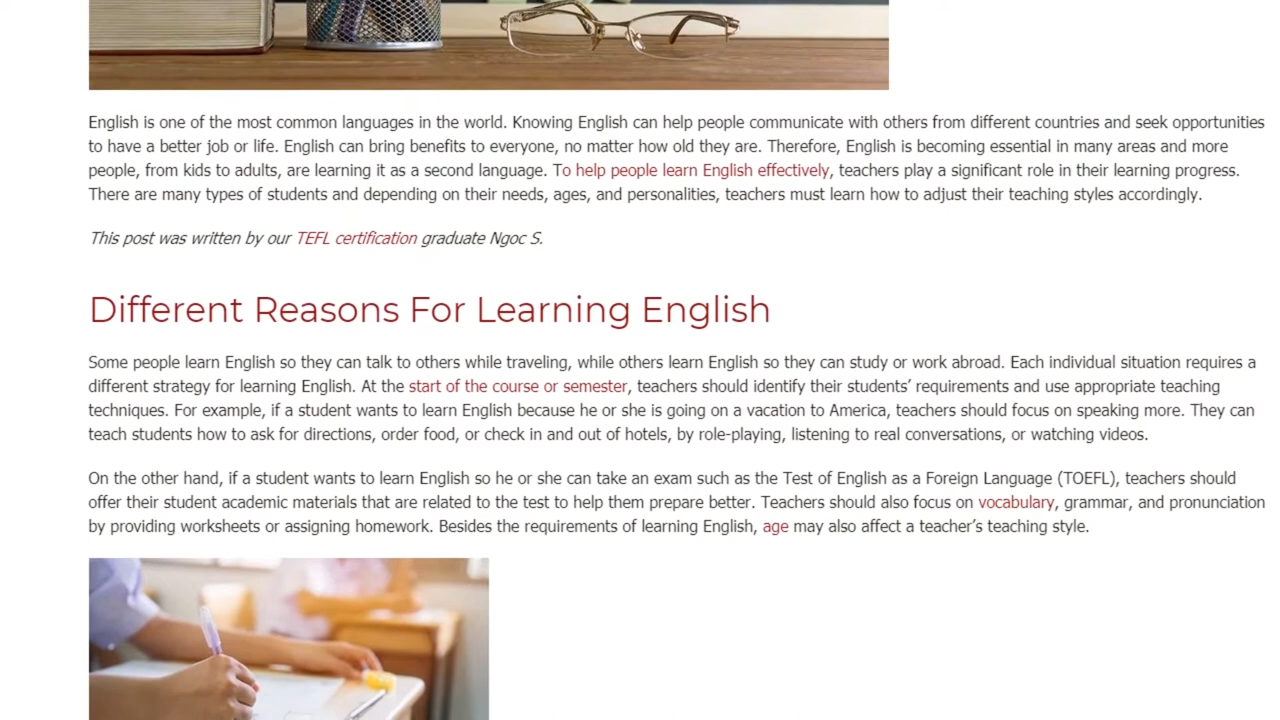 English is one of the most common languages in the world. Knowing English can help people communicate with others from different countries and seek opportunities
to have a better job or life. English can bring benefits to everyone, no matter how old they are. Therefore, English is becoming essential in many areas and more
people, from kids to adults, are learning it as a second language. To help people learn English effectively, teachers play a significant role in their learning progress.
There are many types of students and depending on their needs, ages, and personalities, teachers must learn how to adjust their teaching styles accordingly.
This post was written by our TEFL certification graduate Ngoc S.
Different Reasons For Learning English
Some people learn English so they can talk to others while traveling, while others learn English so they can study or work abroad. Each individual situation requires a
different strategy for learning English. At the start of the course or semester, teachers should identify their students’ requirements and use appropriate teaching
techniques. For example, if a student wants to learn English because he or she is going on a vacation to America, teachers should focus on speaking more. They can
teach students how to ask for directions, order food, or check in and out of hotels, by role-playing, listening to real conversations, or watching videos.
On the other hand, if a student wants to learn English so he or she can take an exam such as the Test of English as a Foreign Language (TOEFL), teachers should
offer their student academic materials that are related to the test to help them prepare better. Teachers should also focus on vocabulary, grammar, and pronunciation
by providing worksheets or assigning homework. Besides the requirements of learning English, age may also affect a teacher’s teaching style.